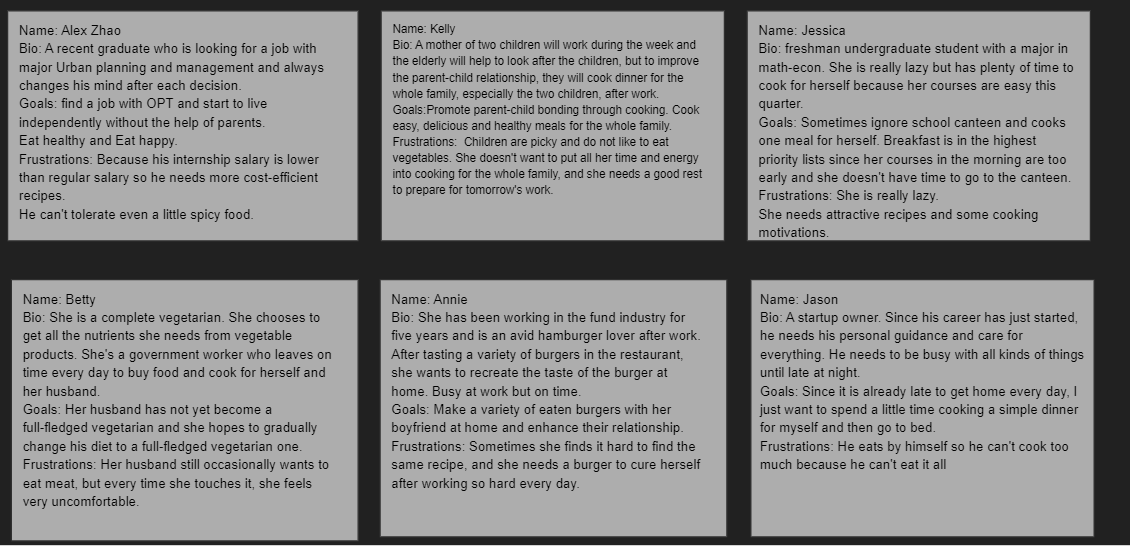 Name: Alex Zhao
Bio: A recent graduate who is looking for a job with
major Urban planning and management and always
changes his mind after each decision.
Goals: find a job with OPT and start to live
independently without the help of parents.
Eat healthy and Eat happy.
Frustrations: Because his internship salary is lower
than regular salary so he needs more cost-efficient
recipes.
He can't tolerate even a little spicy food.
Name: Kelly
Bio: A mother of two children will work during the week and
the elderly will help to look after the children, but to improve
the parent-child relationship, they will cook dinner for the
whole family, especially the two children, after work.
Goals:Promote parent-child bonding through cooking. Cook
easy, delicious and healthy meals for the whole family.
Frustrations: Children are picky and do not like to eat
vegetables. She doesn't want to put all her time and energy
into cooking for the whole family, and she needs a good rest
to prepare for tomorrow's work.
Name: Jessica
Bio: freshman undergraduate student with a major in
math-econ. She is really lazy but has plenty of time to
cook for herself because her courses are easy this
quarter.
Goals: Sometimes ignore school canteen and cooks
one meal for herself. Breakfast is in the highest
priority lists since her courses in the morning are too
early and she doesn't have time to go to the canteen.
Frustrations: She is really lazy.
She needs attractive recipes and some cooking
motivations.
Name: Betty
Bio: She is a complete vegetarian. She chooses to
get all the nutrients she needs from vegetable
products. She's a government worker who leaves on
time every day to buy food and cook for herself and
her husband.
Goals: Her husband has not yet become a
full-fledged vegetarian and she hopes to gradually
change his diet to a full-fledged vegetarian one.
Frustrations: Her husband still occasionally wants to
eat meat, but every time she touches it, she feels
very uncomfortable.
Name: Annie
Bio: She has been working in the fund industry for
five years and is an avid hamburger lover after work.
After tasting a variety of burgers in the restaurant,
she wants to recreate the taste of the burger at
home. Busy at work but on time.
Goals: Make a variety of eaten burgers with her
boyfriend at home and enhance their relationship.
Frustrations: Sometimes she finds it hard to find the
same recipe, and she needs a burger to cure herself
after working so hard every day.
Name: Jason
Bio: A startup owner. Since his career has just started,
he needs his personal guidance and care for
everything. He needs to be busy with all kinds of things
until late at night.
Goals: Since it is already late to get home every day, I
just want to spend a little time cooking a simple dinner
for myself and then go to bed.
Frustrations: He eats by himself so he can't cook too
much because he can't eat it all